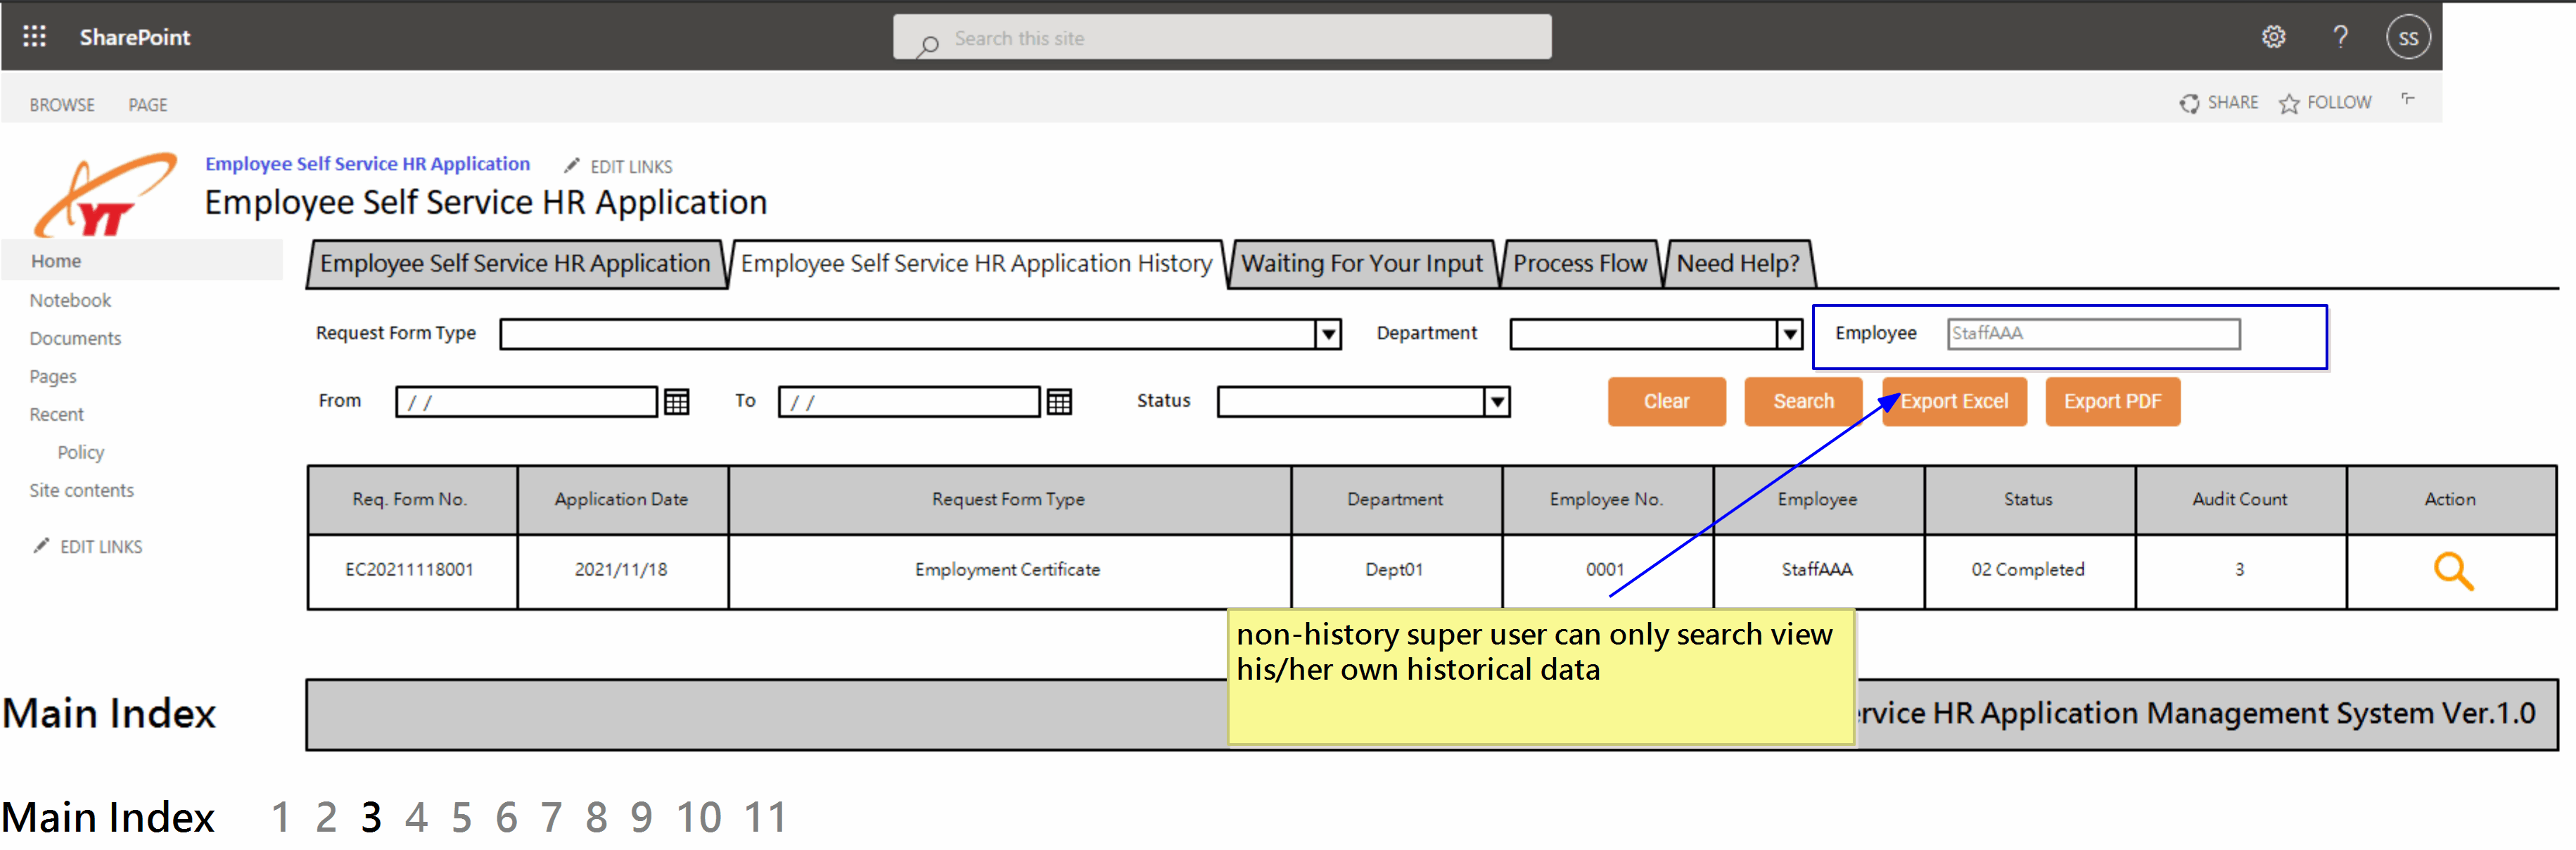 SharePoint
Search this site
?
SS
BROWSE PAGE
SHARE FOLLOW
YT
Employee Self Service HR Application EDIT LINKS
Employee Self Service HR Application
Home
Notebook
Documents
Pages
Recent
Policy
Site contents
EDIT LINKS
Employee Self Service HR Application Employee Self Service HR Application History Waiting For Your Input Process Flow Need Help?
Request Form Type Department Employee StaffAAA
From / / To / / Status Clear Search Export Excel Export PDF
Req. Form No. Application Date Request Form Type Department Employee No. Employee Status Audit Count Action
EC20211118001 2021/11/18 Employment Certificate Dept01 0001 StaffAAA 02 Completed 3
non-history super user can only search view
his/her own historical data
Main Index rvice HR Application Management System Ver.1.0
Main Index 1 2 3 4 5 6 7 8 9 10 11